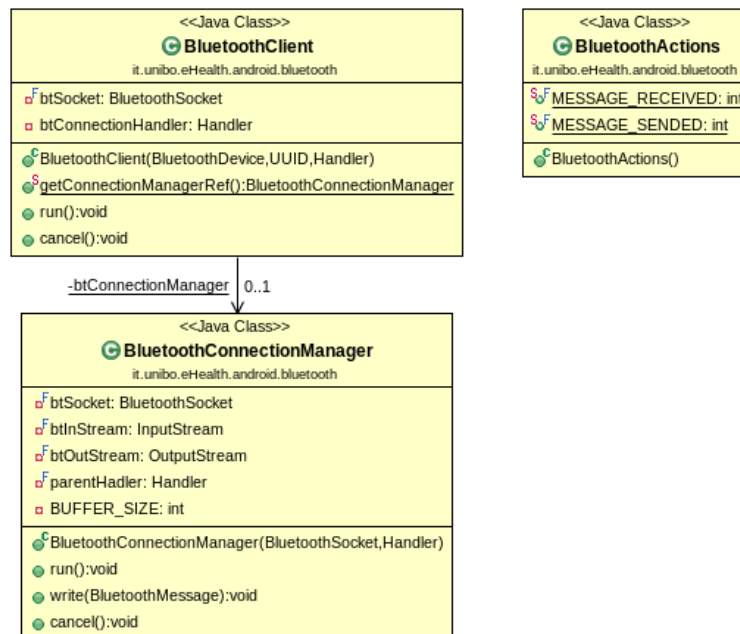 <<Java Class>>
BluetoothClient
it.unibo.eHealth.android.bluetooth
btSocket: BluetoothSocket
btConnectionHandler: Handler
BluetoothClient(BluetoothDevice,UUID,Handler)
getConnectionManagerRef():BluetoothConnectionManager
run():void
cancel():void
<<Java Class>>
BluetoothActions
it.unibo.eHealth.android.bluetooth
MESSAGE_RECEIVED: int
MESSAGE_SENDED: int
BluetoothActions()
-btConnectionManager
0..1
<<Java Class>>
BluetoothConnectionManager
it.unibo.eHealth.android.bluetooth
btSocket: BluetoothSocket
btInStream: InputStream
btOutStream: OutputStream
parentHadler: Handler
BUFFER_SIZE: int
BluetoothConnectionManager(BluetoothSocket,Handler)
run():void
write(BluetoothMessage):void
cancel():void